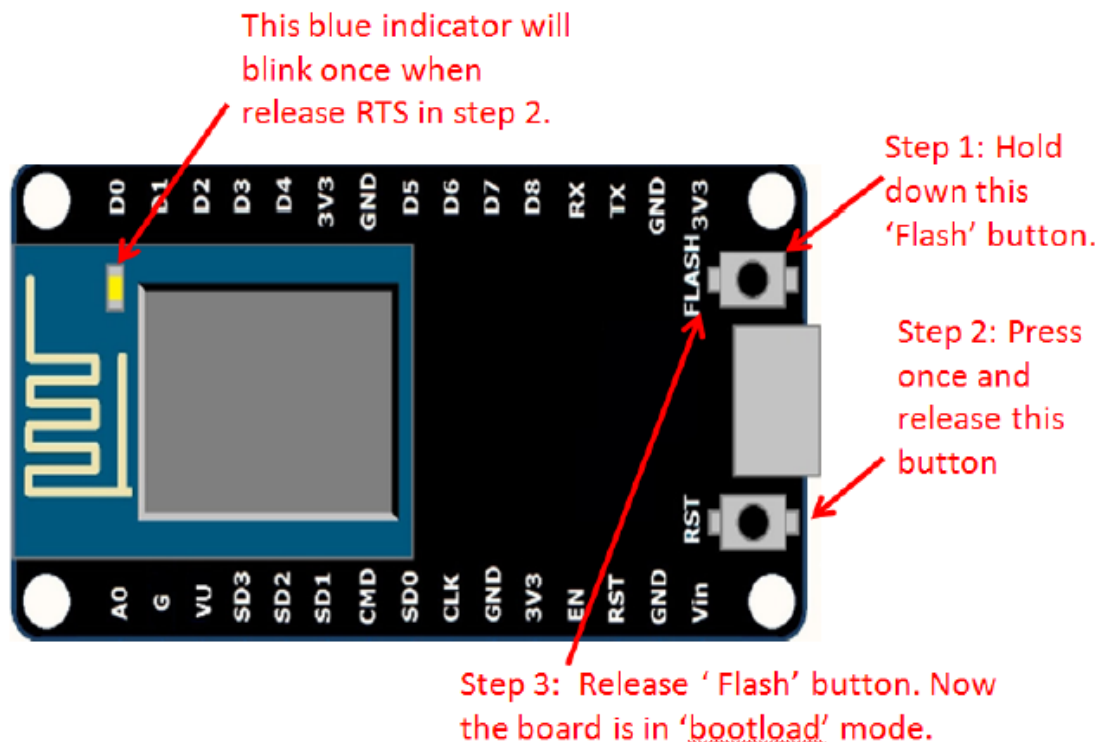 This blue indicator will
blink once when
release RTS in step 2.
Step 1: Hold
down this
‘Flash’ button.
D0 D1 D2 D3 D4 3V3 GND D5 D6 D7 D8 RX TX GND 3V3
FLASH
Step 2: Press
once and
release this
button
RST
A0 G VU SD3 SD2 SD1 CMD SD0 CLK GND 3V3 EN RST GND Vin
Step 3: Release ‘ Flash’ button. Now
the board is in ‘bootload’ mode.